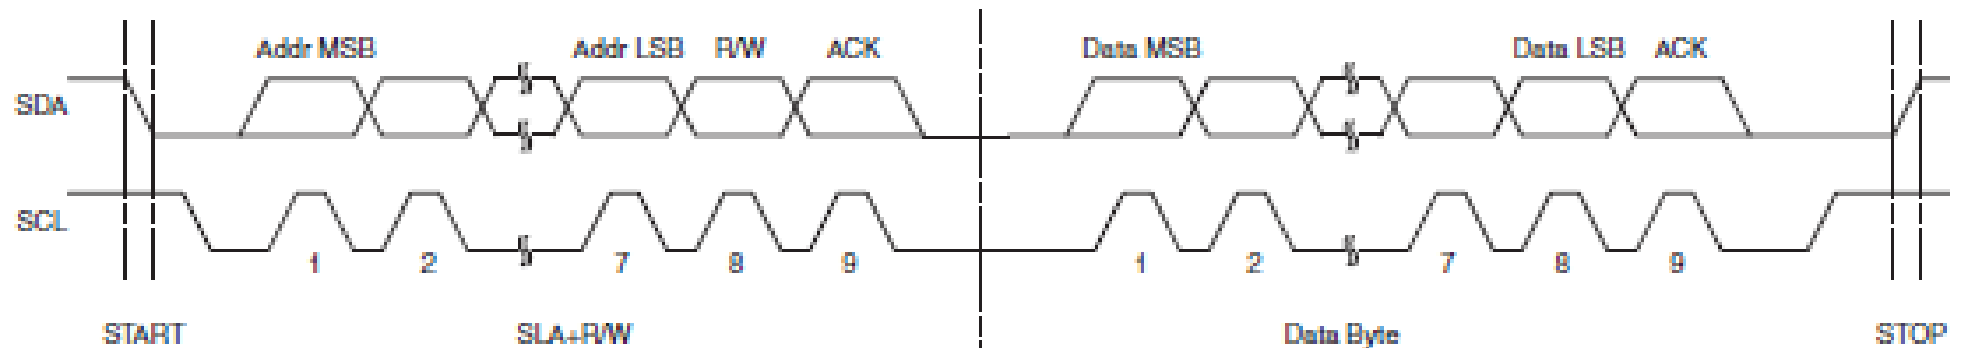 Addr MSB Addr LSB R/W ACK Data MSB Data LSB ACK
SDA
SCL
1 2 7 8 9 1 2 7 8 9
START SLA+R/W Data Byte STOP